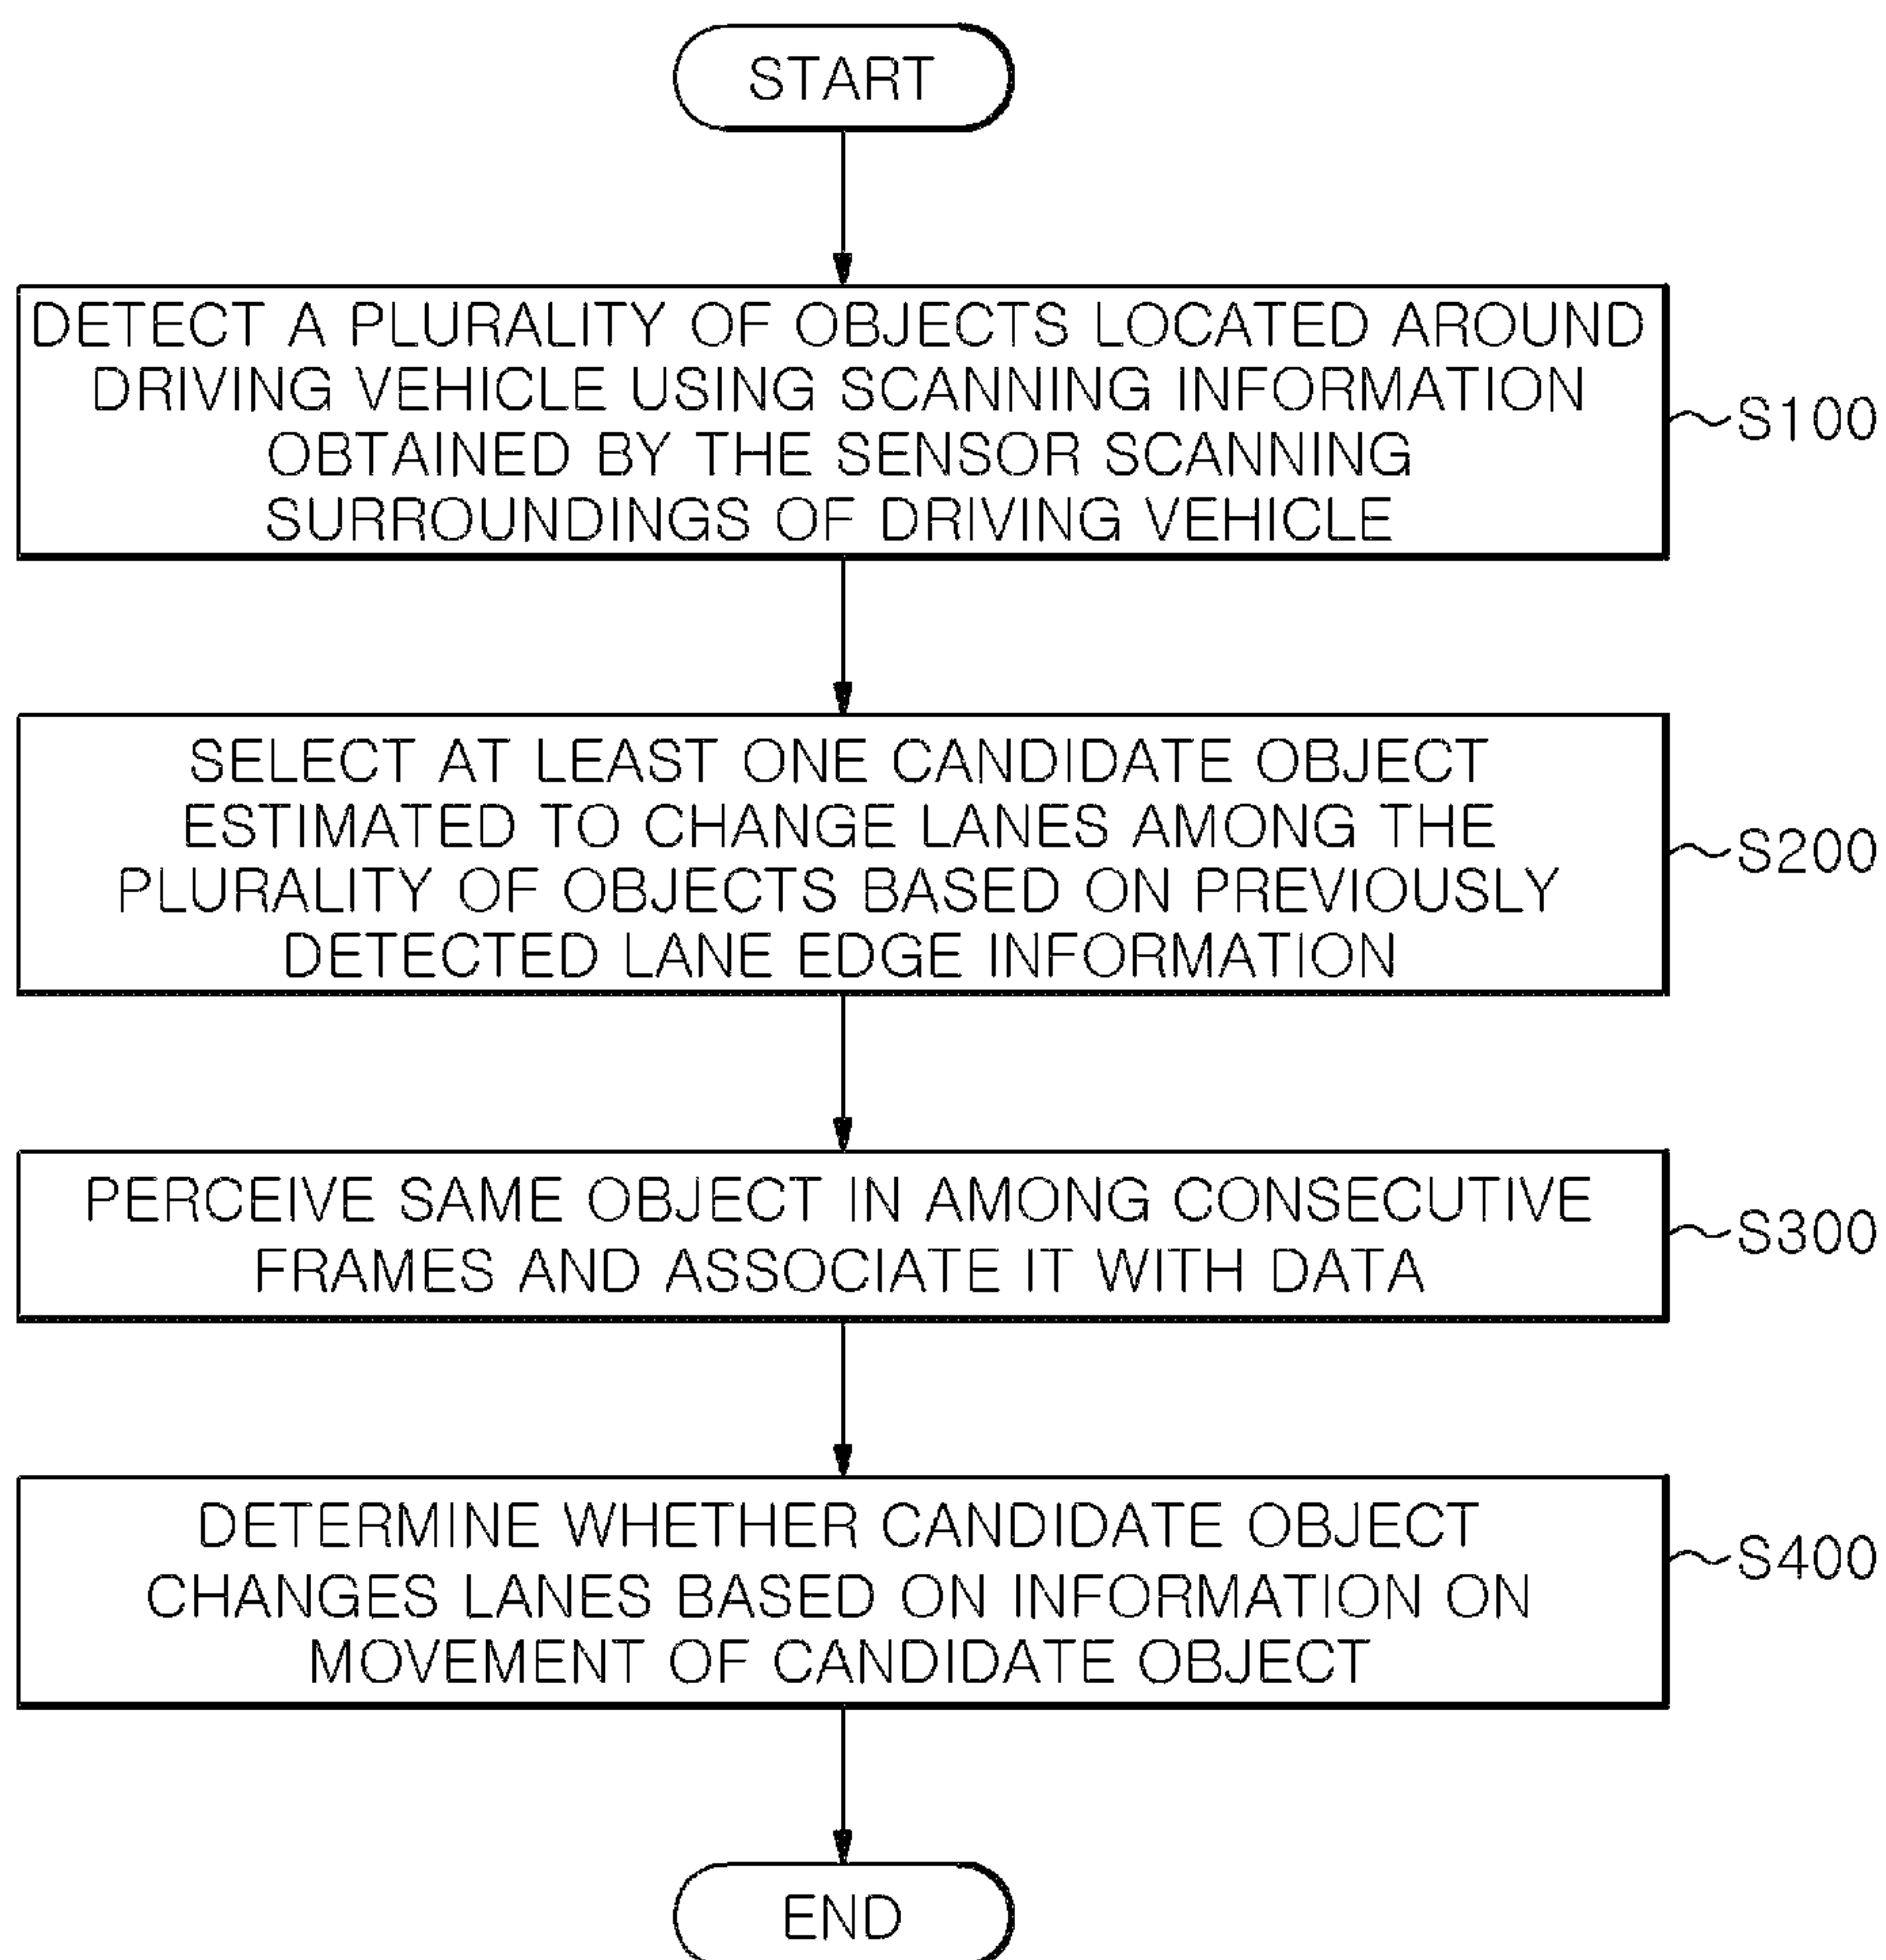 START
DETECT A PLURALITY OF OBJECTS LOCATED AROUND
DRIVING VEHICLE USING SCANNING INFORMATION
OBTAINED BY THE SENSOR SCANNING
SURROUNDINGS OF DRIVING VEHICLE
S100
SELECT AT LEAST ONE CANDIDATE OBJECT
ESTIMATED TO CHANGE LANES AMONG THE
PLURALITY OF OBJECTS BASED ON PREVIOUSLY
DETECTED LANE EDGE INFORMATION
S200
PERCEIVE SAME OBJECT IN AMONG CONSECUTIVE
FRAMES AND ASSOCIATE IT WITH DATA
S300
DETERMINE WHETHER CANDIDATE OBJECT
CHANGES LANES BASED ON INFORMATION ON
MOVEMENT OF CANDIDATE OBJECT
S400
END